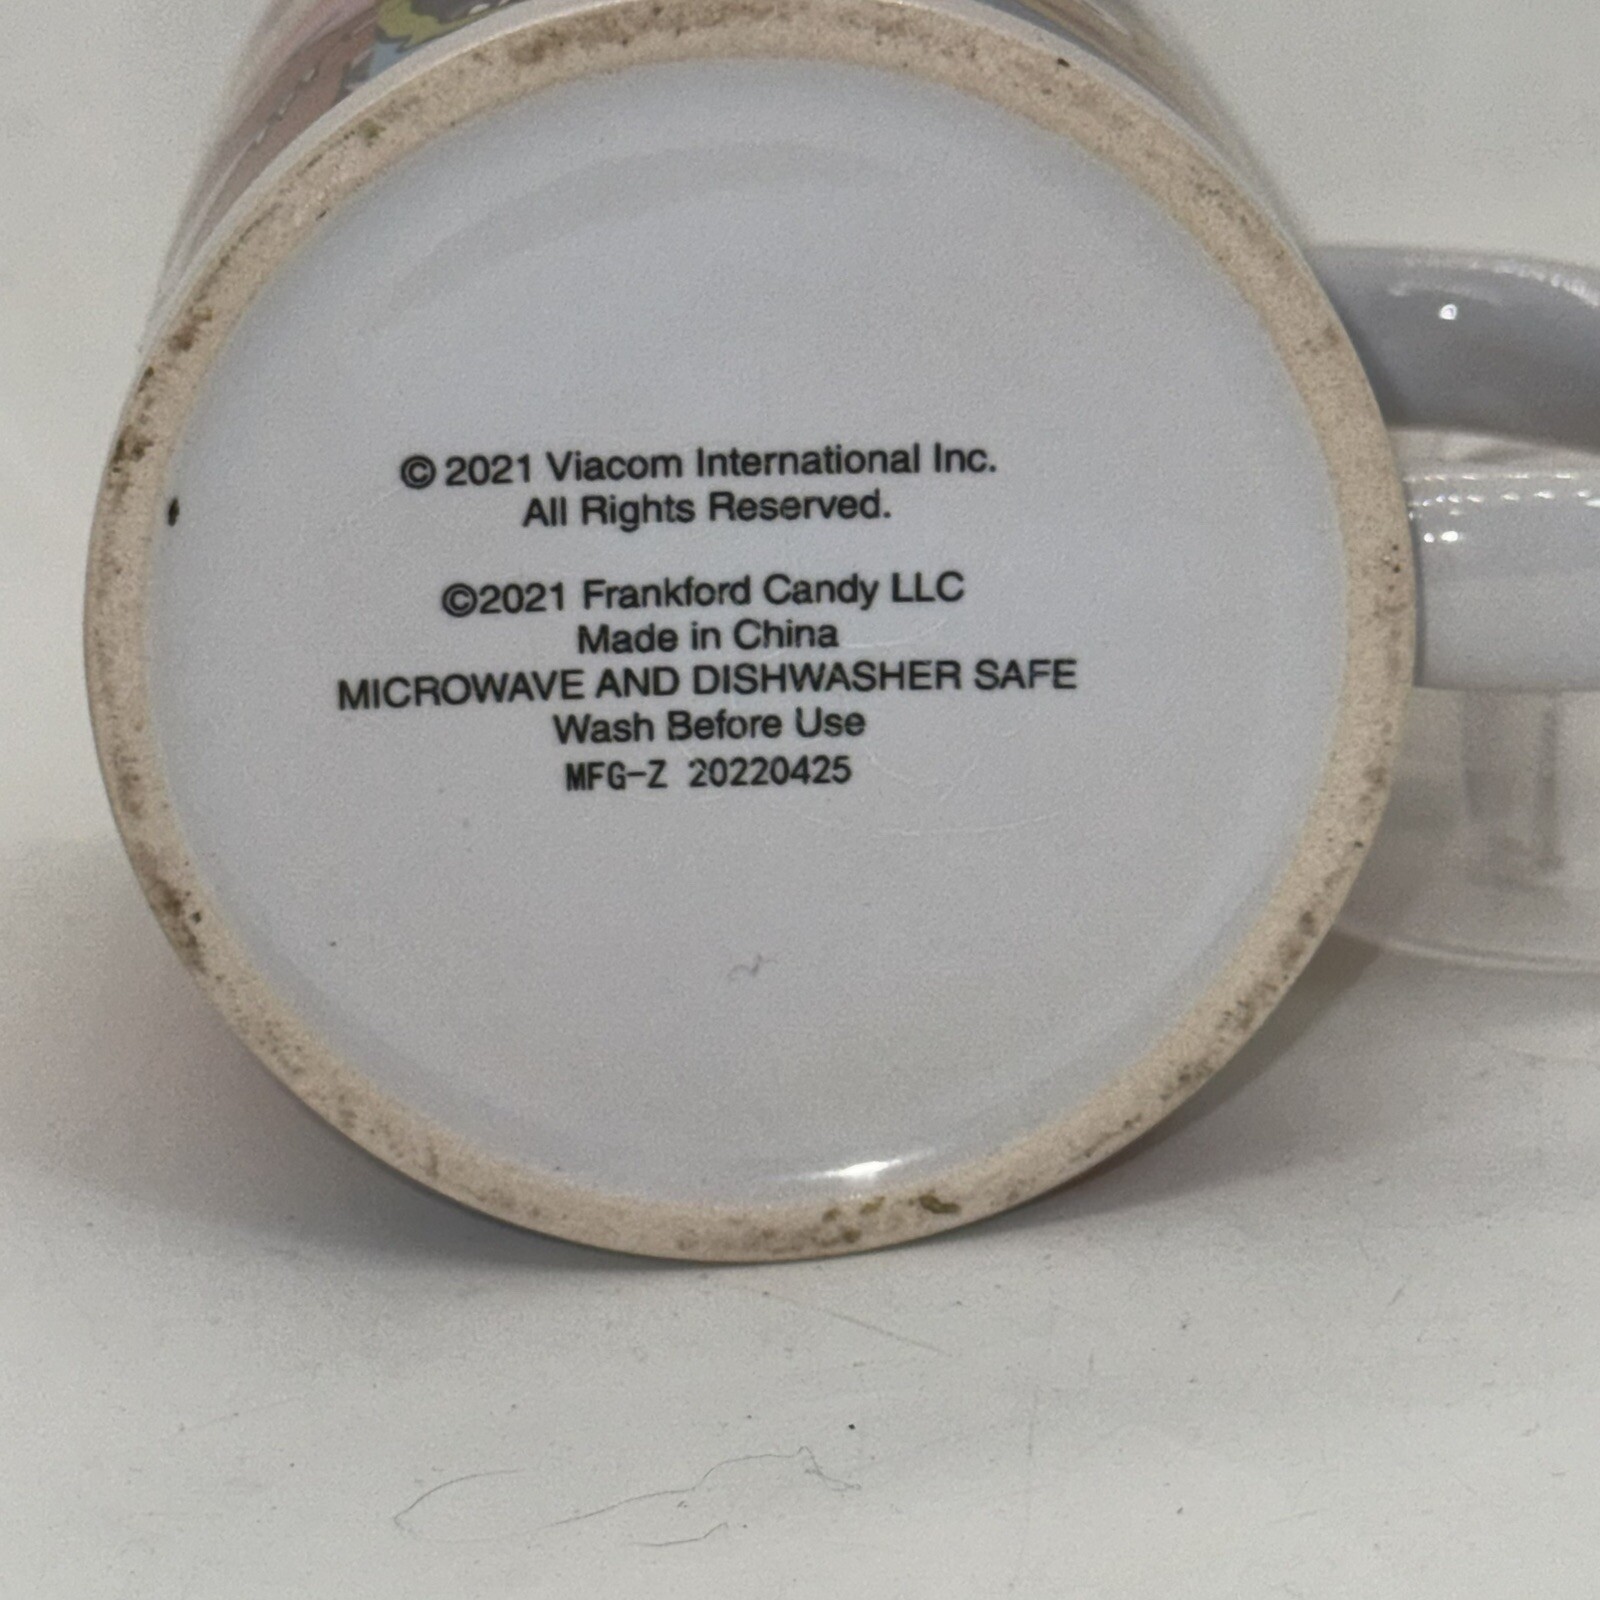 © 2021 Viacom International Inc.
All Rights Reserved.
©2021 Frankford Candy LLC
Made in China
MICROWAVE AND DISHWASHER SAFE
Wash Before Use
MFG-Z 20220425